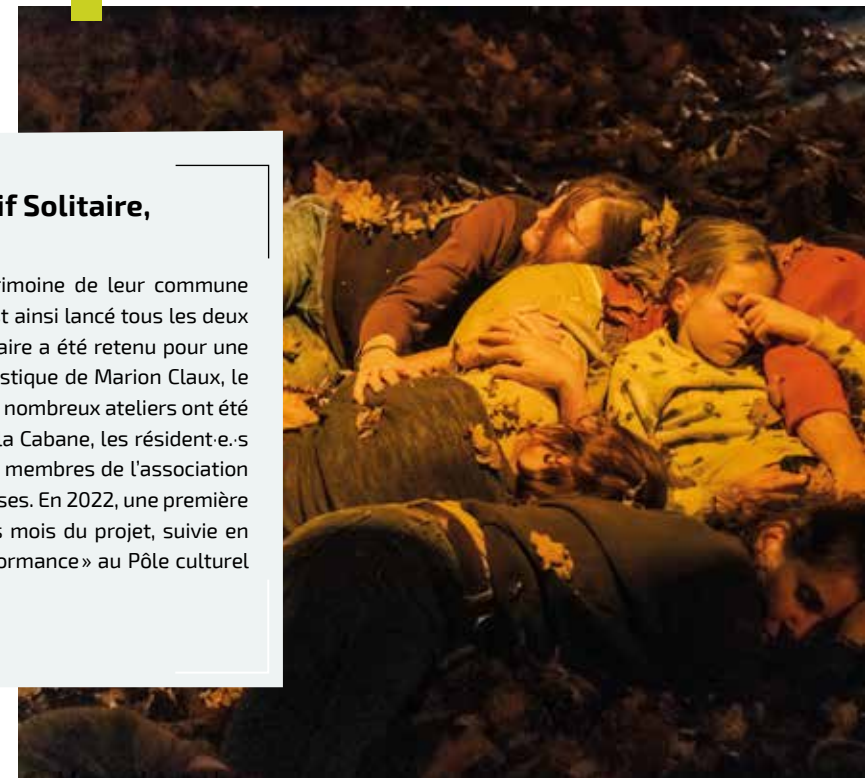 if Solitaire,
rimoine de leur commune
t ainsi lancé tous les deux
aire a été retenu pour une
stique de Marion Claux, le
nombreux ateliers ont été
la Cabane, les résident·e.·s
membres de l’association
ses. En 2022, une première
s mois du projet, suivie en
ormance» au Pôle culturel